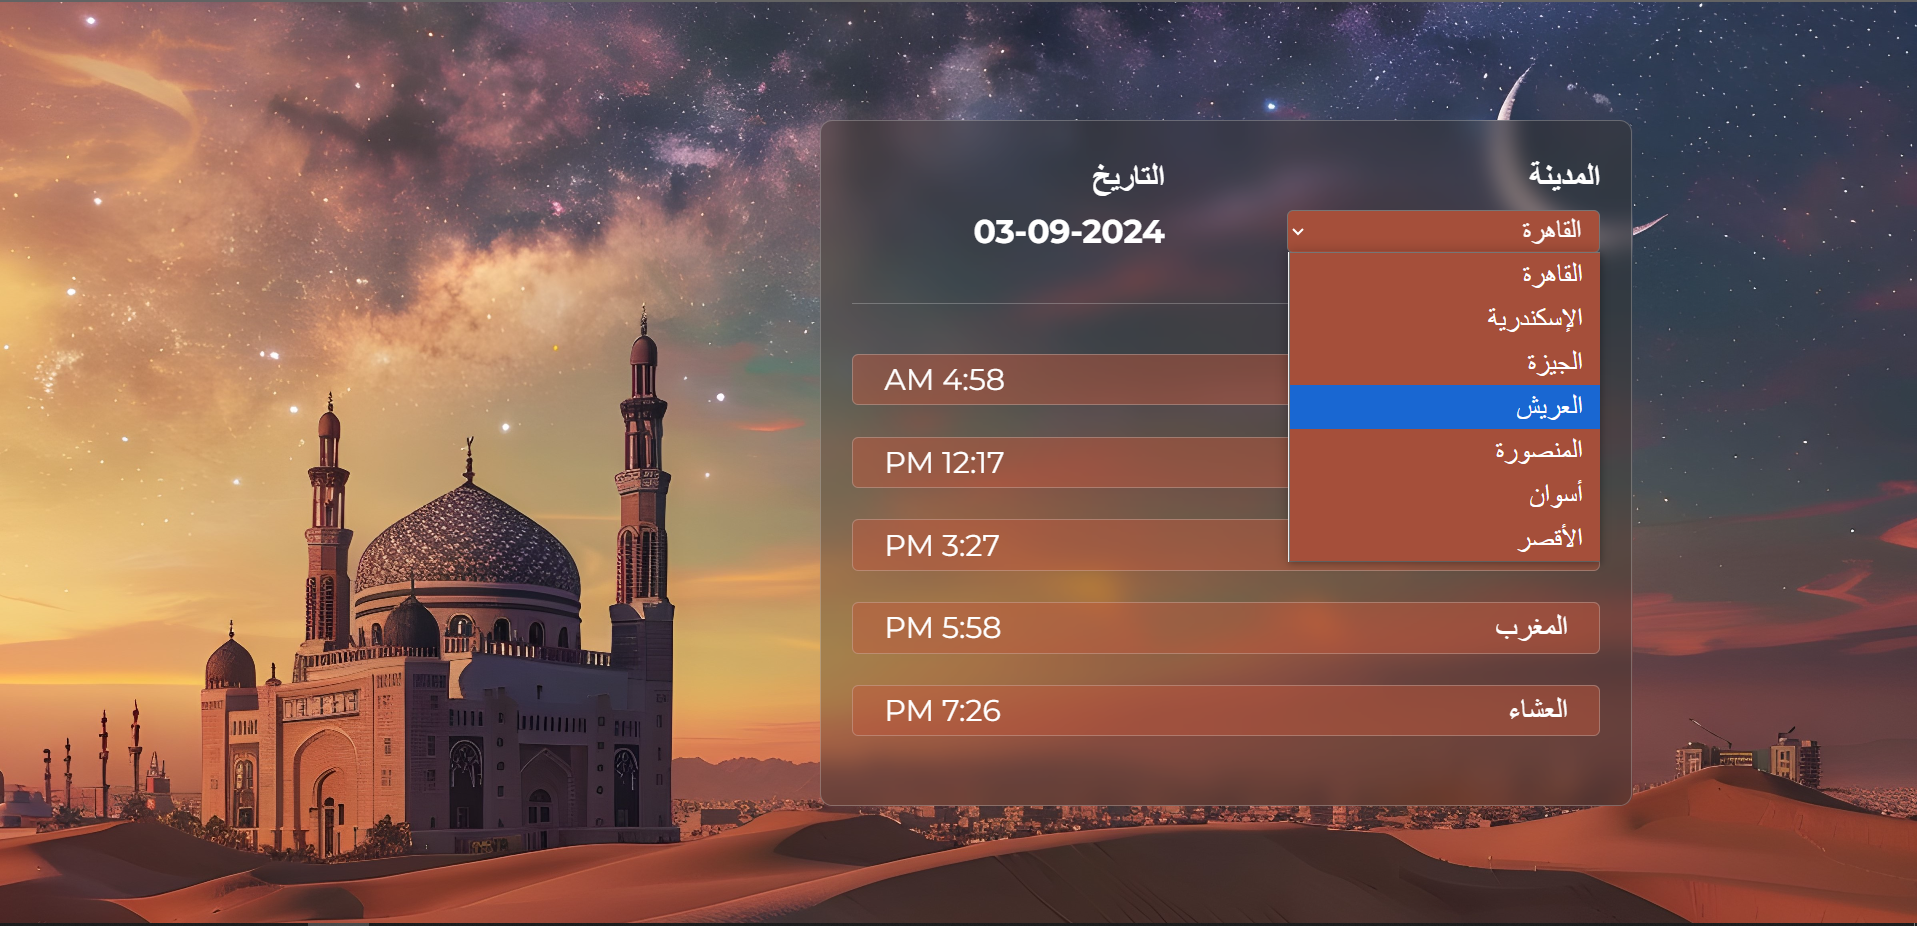 المدينة
القاهرة
القاهرة
الإسكندرية
الجيزة
العريش
المنصورة
أسوان
الأقصر
التاريخ
03-09-2024
AM 4:58
PM 12:17
PM 3:27
المغرب PM 5:58
العشاء PM 7:26